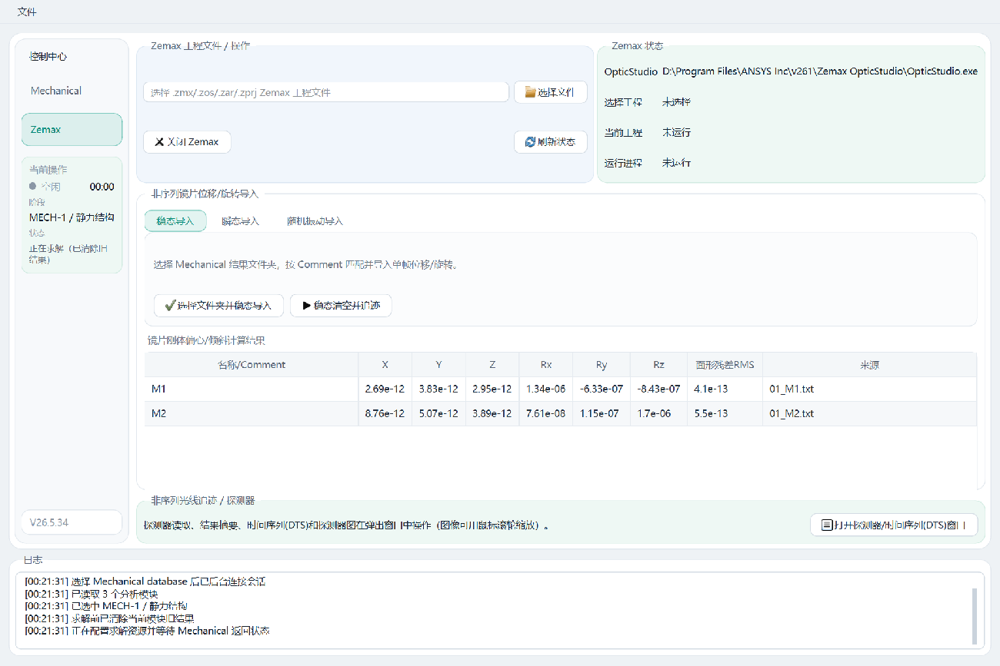 文件
控制中心
Mechanical
Zemax
当前操作
空闲 00:00
阶段
MECH-1 / 静力结构
状态
正在求解（已清除旧
结果）
V26.5.34
Zemax 工程文件 / 操作
选择 .zmx/.zos/.zar/.zprj Zemax 工程文件
选择文件
关闭 Zemax
刷新状态
Zemax 状态
OpticStudio D:\Program Files\ANSYS Inc\v261\Zemax OpticStudio\OpticStudio.exe
选择工程 未选择
当前工程 未运行
运行进程 未运行
非序列镜片位移/旋转导入
稳态导入 瞬态导入 随机振动导入
选择 Mechanical 结果文件夹，按 Comment 匹配并导入单帧位移/旋转。
选择文件夹并稳态导入 稳态清空并追迹
镜片刚体偏心/倾斜计算结果
名称/Comment X Y Z Rx Ry Rz 面形残差RMS 来源
M1 2.69e-12 3.83e-12 2.95e-12 1.34e-06 -6.33e-07 -8.43e-07 4.1e-13 01_M1.txt
M2 8.76e-12 5.07e-12 3.89e-12 7.61e-08 1.15e-07 1.7e-06 5.5e-13 01_M2.txt
非序列光线追迹 / 探测器
探测器读取、结果摘要、时间序列(DTS)和探测器图在弹出窗口中操作（图像可用鼠标滚轮缩放）。
打开探测器/时间序列(DTS)窗口
日志
[00:21:31] 选择 Mechanical database 后已后台连接会话
[00:21:31] 已读取 3 个分析模块
[00:21:31] 已选中 MECH-1 / 静力结构
[00:21:31] 求解前已清除当前模块旧结果
[00:21:31] 正在配置求解资源并等待 Mechanical 返回状态